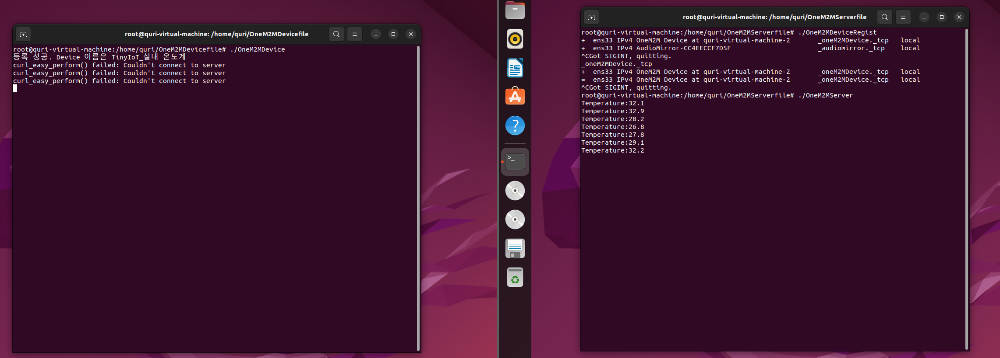 root@quri-virtual-machine: /home/quri/OneM2MDevicefile
root@quri-virtual-machine:/home/quri/OneM2MDevicefile# ./OneM2MDevice
등록 성공. Device 이름은 TinyIoT_실내 온도계
curl_easy_perform() failed: Couldn't connect to server
curl_easy_perform() failed: Couldn't connect to server
curl_easy_perform() failed: Couldn't connect to server
root@quri-virtual-machine: /home/quri/OneM2MServerfile
root@quri-virtual-machine:/home/quri/OneM2MServerfile# ./OneM2MDeviceRegist
+  ens33 IPv4 OneM2M Device at quri-virtual-machine-2       _oneM2MDevice._tcp   local
+  ens33 IPv4 AudioMirror-CC4EECCF7D5F                      _audiomirror._tcp    local
^CGot SIGINT, quitting.
_oneM2MDevice._tcp
+  ens33 IPv4 OneM2M Device at quri-virtual-machine-2       _oneM2MDevice._tcp   local
=  ens33 IPv4 OneM2M Device at quri-virtual-machine-2       _oneM2MDevice._tcp   local
^CGot SIGINT, quitting.
root@quri-virtual-machine:/home/quri/OneM2MServerfile# ./OneM2MServer
Temperature:32.1
Temperature:32.9
Temperature:28.2
Temperature:26.8
Temperature:27.8
Temperature:29.1
Temperature:32.2